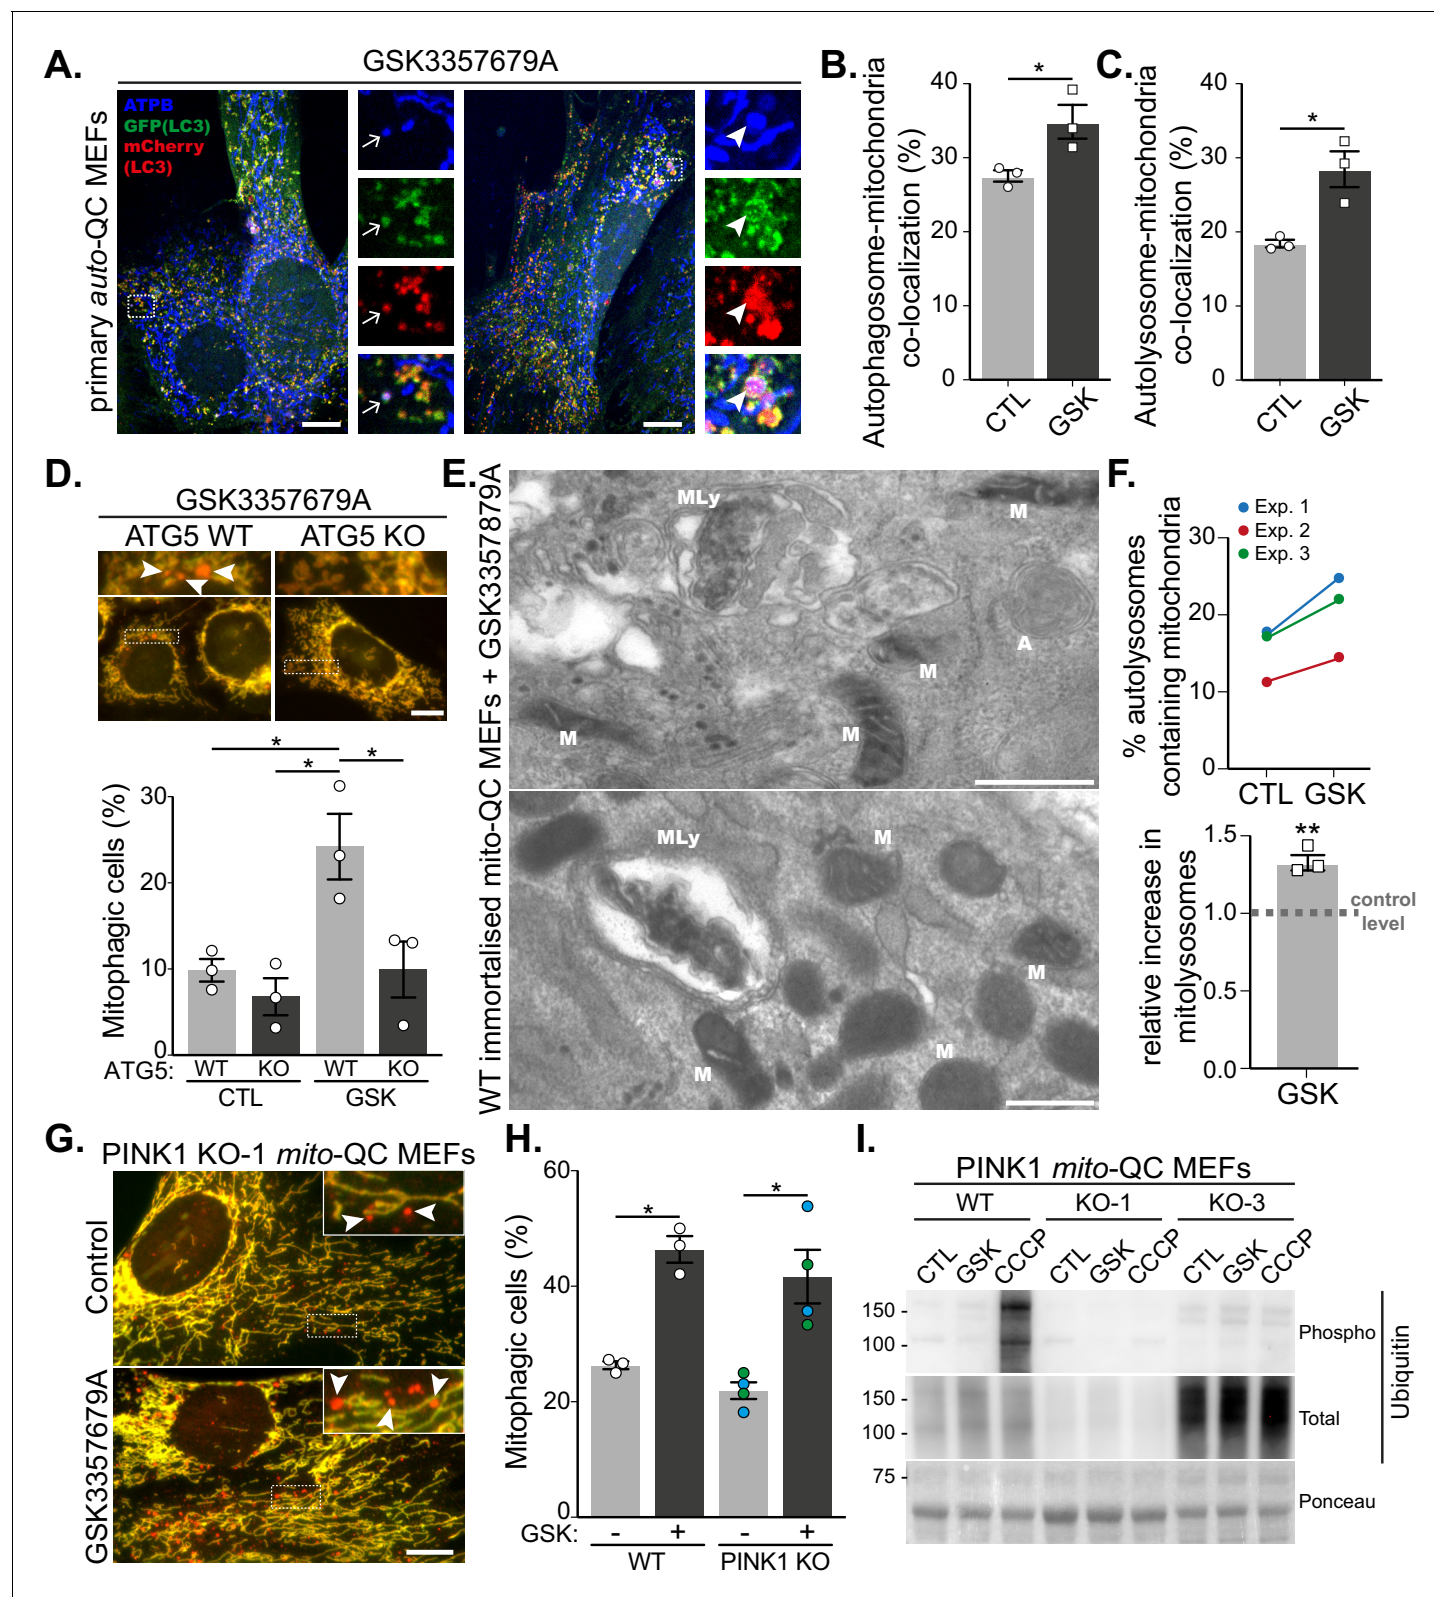 A.
GSK3357679A
primary auto-QC MEFs
ATPB
GFP(LC3)
mCherry
(LC3)
B.
Autophagosome-mitochondria
co-localization (%)
40
30
20
10
0
*
CTL
GSK
C.
Autolysosome-mitochondria
co-localization (%)
40
30
20
10
0
*
CTL
GSK
D.
GSK3357679A
ATG5 WT
ATG5 KO
Mitophagic cells (%)
30
20
10
0
*
*
*
ATG5: WT KO WT KO
CTL GSK
E.
WT immortalised mito-QC MEFs + GSK3357879A
MLy
M
A
M
M
M
MLy
M
M
M
M
F.
Exp. 1
Exp. 2
Exp. 3
% autolysosomes
containing mitochondria
30
20
10
0
CTL GSK
relative increase in
mitolysosomes
1.5
1.0
0.5
0.0
**
control
level
GSK
G.
PINK1 KO-1 mito-QC MEFs
Control
GSK3357679A
H.
Mitophagic cells (%)
60
40
20
0
*
*
GSK: - + - +
WT PINK1 KO
I.
PINK1 mito-QC MEFs
WT KO-1 KO-3
CTL GSK CCCP CTL GSK CCCP CTL GSK CCCP
150
100
Phospho
150
100
Total
Ubiquitin
75
Ponceau